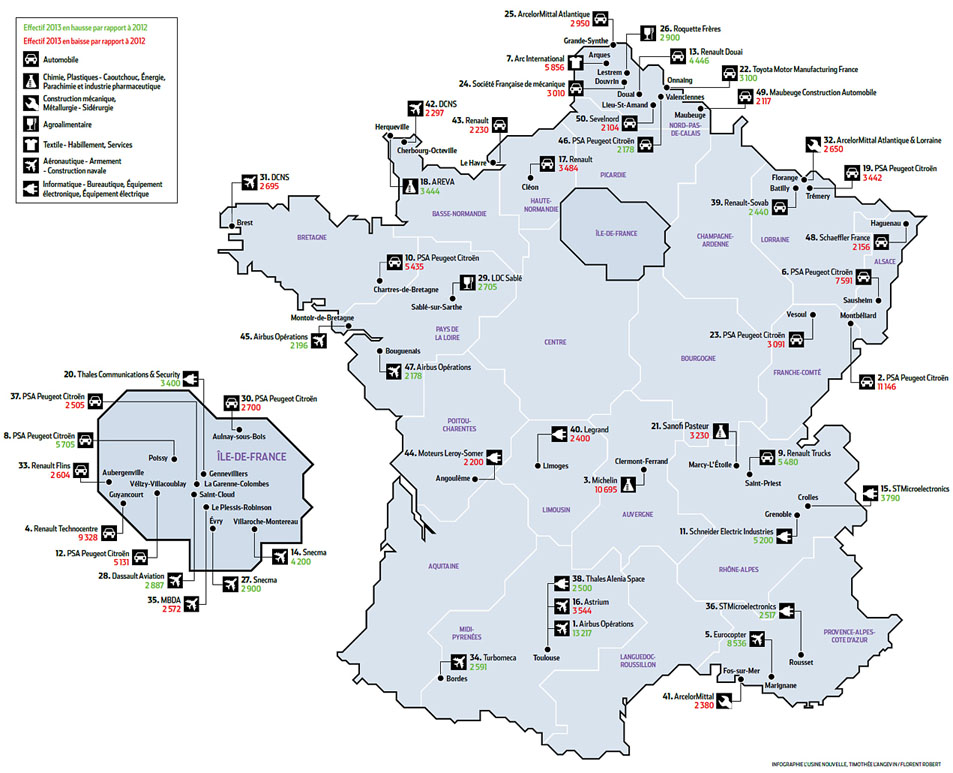 Effectif 2013 en hausse par rapport à 2012
Effectif 2013 en baisse par rapport à 2012
Automobile
Chimie, Plastiques - Caoutchouc, Énergie,
Parachimie et industrie pharmaceutique
Construction mécanique,
Métallurgie - Sidérurgie
Agroalimentaire
Textile - Habillement, Services
Aéronautique - Armement
- Construction navale
Informatique - Bureautique, Équipement
électronique, Équipement électrique
25. ArcelorMittal Atlantique
2 950
Grande-Synthe
26. Roquette Frères
2 900
7. Arc International
5 856
Arques
Lestrem
13. Renault Douai
4 446
24. Société Française de mécanique
3 010
Douvrin
Douai
Onnaing
22. Toyota Motor Manufacturing France
3 100
Valenciennes
49. Maubeuge Construction Automobile
2 117
Lieu-St-Amand
Maubeuge
50. Sevelnord
2 104
NORD-PAS-
DE-CALAIS
46. PSA Peugeot Citroën
2 178
42. DCNS
2 297
43. Renault
2 230
Herqueville
Cherbourg-Octeville
Le Havre
17. Renault
3 484
Cléon
PICARDIE
32. ArcelorMittal Atlantique & Lorraine
2 650
19. PSA Peugeot Citroën
3 442
Florange
Batilly
Trémery
31. DCNS
2 695
18. AREVA
3 444
39. Renault-Sovab
2 440
Brest
BASSE-NORMANDIE
HAUTE-
NORMANDIE
ÎLE-DE-FRANCE
CHAMPAGNE-
ARDENNE
LORRAINE
Haguenau
48. Schaeffler France
2 156
ALSACE
BRETAGNE
10. PSA Peugeot Citroën
5 435
Chartres-de-Bretagne
29. LDC Sablé
2 705
Sablé-sur-Sarthe
6. PSA Peugeot Citroën
7 591
Sausheim
Montoir-de-Bretagne
45. Airbus Opérations
2 196
PAYS DE
LA LOIRE
CENTRE
BOURGOGNE
Vesoul
Montbéliard
23. PSA Peugeot Citroën
3 091
FRANCHE-COMTÉ
Bouguenais
47. Airbus Opérations
2 178
2. PSA Peugeot Citroën
11 146
20. Thales Communications & Security
3 400
37. PSA Peugeot Citroën
2 505
30. PSA Peugeot Citroën
2 700
Aulnay-sous-Bois
8. PSA Peugeot Citroën
5 705
Poissy
ÎLE-DE-FRANCE
33. Renault Flins
2 604
Aubergenville
Gennevilliers
La Garenne-Colombes
Vélizy-Villacoublay
Saint-Cloud
Guyancourt
Le Plessis-Robinson
Évry
Villaroche-Montereau
4. Renault Technocentre
9 328
12. PSA Peugeot Citroën
5 131
14. Snecma
4 200
28. Dassault Aviation
2 887
27. Snecma
2 900
35. MBDA
2 572
POITOU-
CHARENTES
40. Legrand
2 400
Limoges
44. Moteurs Leroy-Somer
2 200
Angoulême
21. Sanofi Pasteur
3 230
Marcy-L'Étoile
9. Renault Trucks
5 480
Saint-Priest
Clermont-Ferrand
3. Michelin
10 695
LIMOUSIN
AUVERGNE
Crolles
15. STMicroelectronics
3 790
Grenoble
11. Schneider Electric Industries
5 200
RHÔNE-ALPES
AQUITAINE
38. Thales Alenia Space
2 500
16. Astrium
3 544
1. Airbus Opérations
13 217
Toulouse
MIDI-
PYRÉNÉES
34. Turbomeca
2 591
Bordes
LANGUEDOC-
ROUSSILLON
36. STMicroelectronics
2 517
5. Eurocopter
8 536
Rousset
PROVENCE-ALPES-
COTE D'AZUR
Fos-sur-Mer
Marignane
41. ArcelorMittal
2 380
INFOGRAPHIE L'USINE NOUVELLE, TIMOTHÉE L'ANGEVIN / FLORENT ROBERT